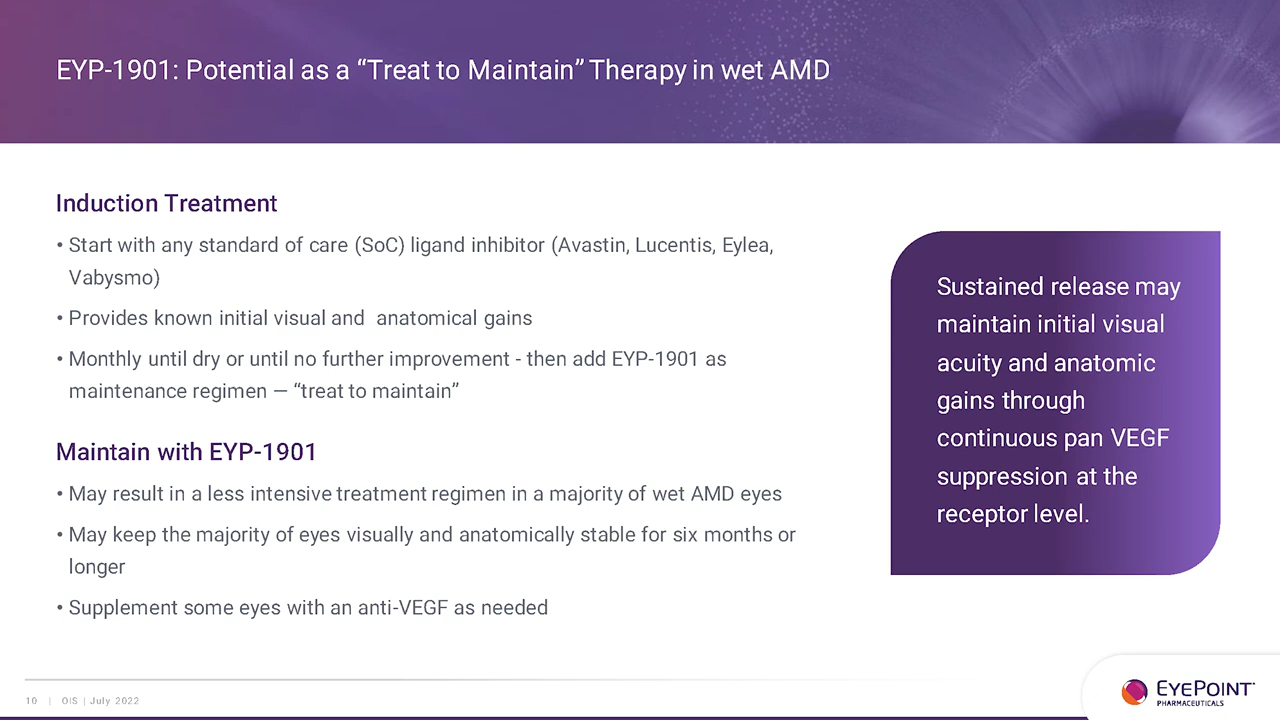 EYP-1901: Potential as a “Treat to Maintain” Therapy in wet AMD
Induction Treatment
• Start with any standard of care (SoC) ligand inhibitor (Avastin, Lucentis, Eylea,
Vabysmo)
• Provides known initial visual and anatomical gains
• Monthly until dry or until no further improvement - then add EYP-1901 as
maintenance regimen — “treat to maintain”
Maintain with EYP-1901
• May result in a less intensive treatment regimen in a majority of wet AMD eyes
• May keep the majority of eyes visually and anatomically stable for six months or
longer
• Supplement some eyes with an anti-VEGF as needed
Sustained release may
maintain initial visual
acuity and anatomic
gains through
continuous pan VEGF
suppression at the
receptor level.
10 | OIS | July 2022
EYEPOINT
PHARMACEUTICALS